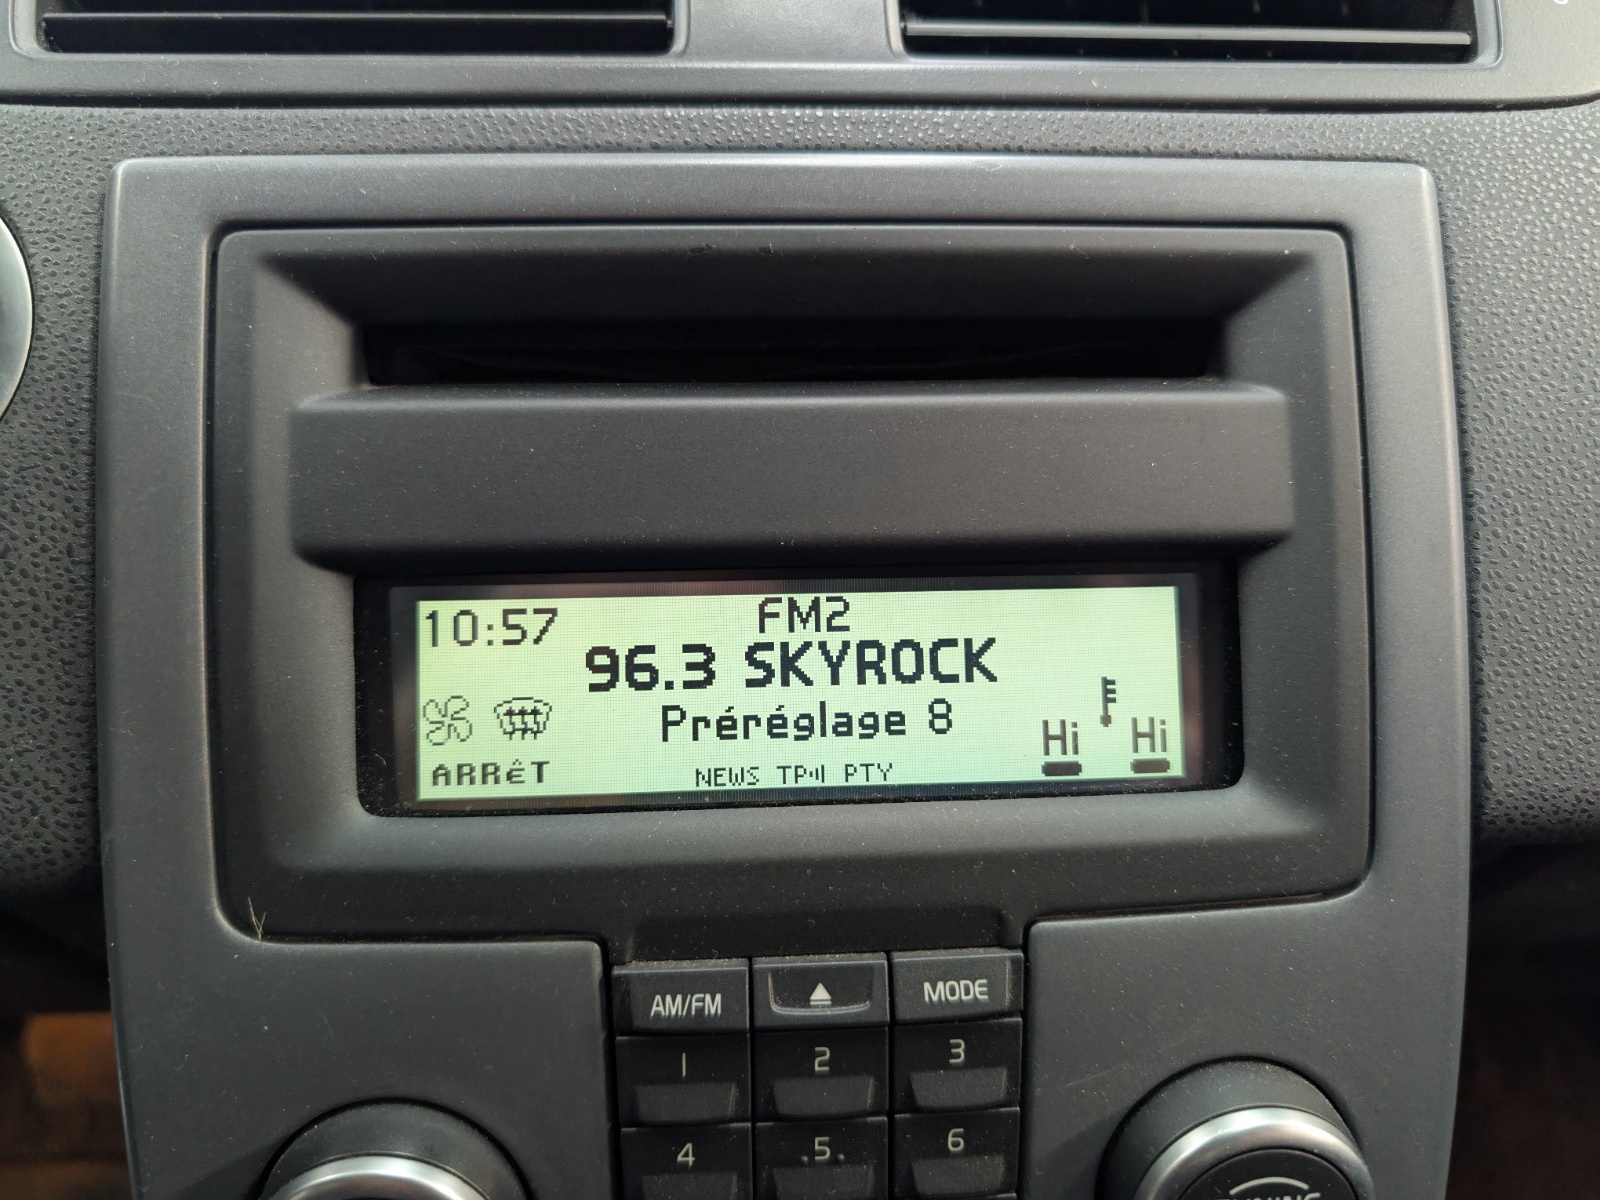 10:57
FM2
96.3 SKYROCK
Préréglage 8
Hi Hi
ARRêT
NEWS TP PTY
AM/FM
MODE
1 2 3
4 .5. 6
TUNING